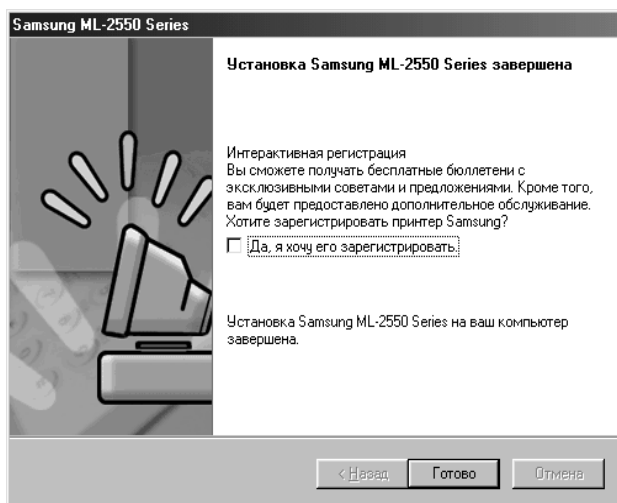 Samsung ML-2550 Series
Установка Samsung ML-2550 Series завершена
Интерактивная регистрация
Вы сможете получать бесплатные бюллетени с
эксклюзивными советами и предложениями. Кроме того,
вам будет предоставлено дополнительное обслуживание.
Хотите зарегистрировать принтер Samsung?
Да, я хочу его зарегистрировать.
Установка Samsung ML-2550 Series на ваш компьютер
завершена.
< Назад Готово Отмена